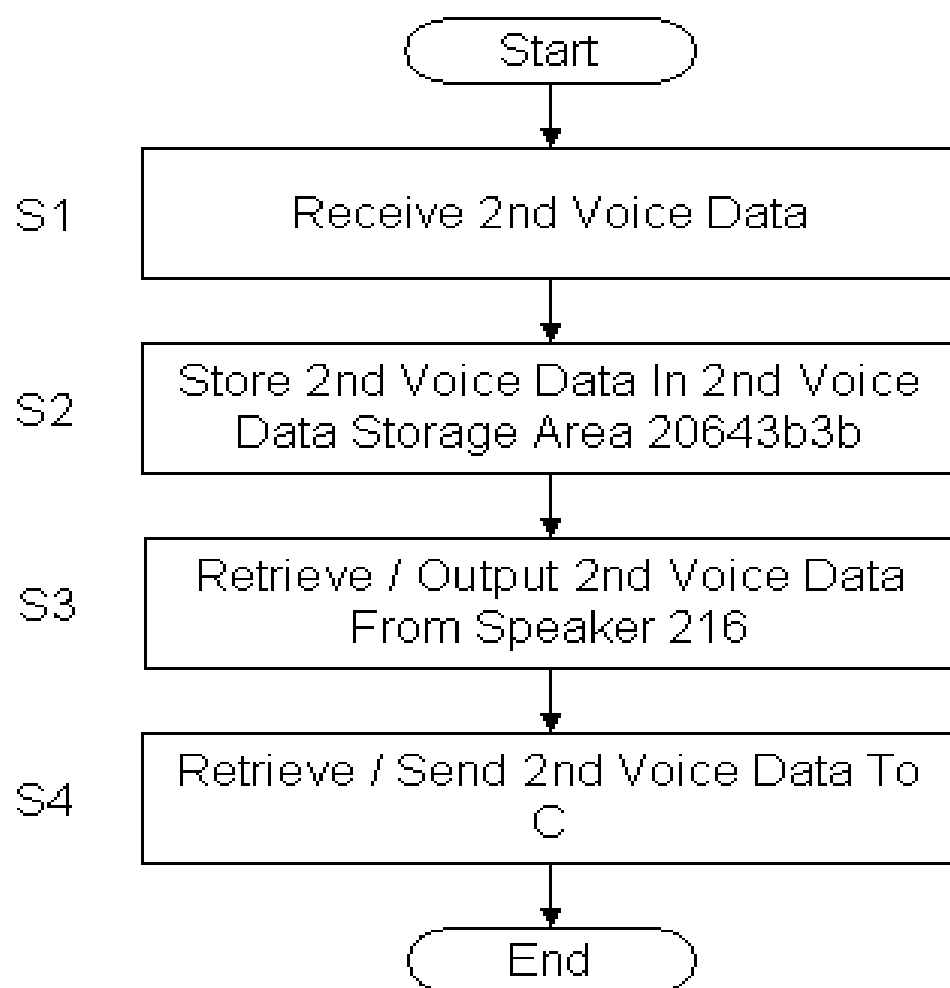 Start
S1
Receive 2nd Voice Data
S2
Store 2nd Voice Data In 2nd Voice
Data Storage Area 20643b3b
S3
Retrieve / Output 2nd Voice Data
From Speaker 216
S4
Retrieve / Send 2nd Voice Data To
C
End